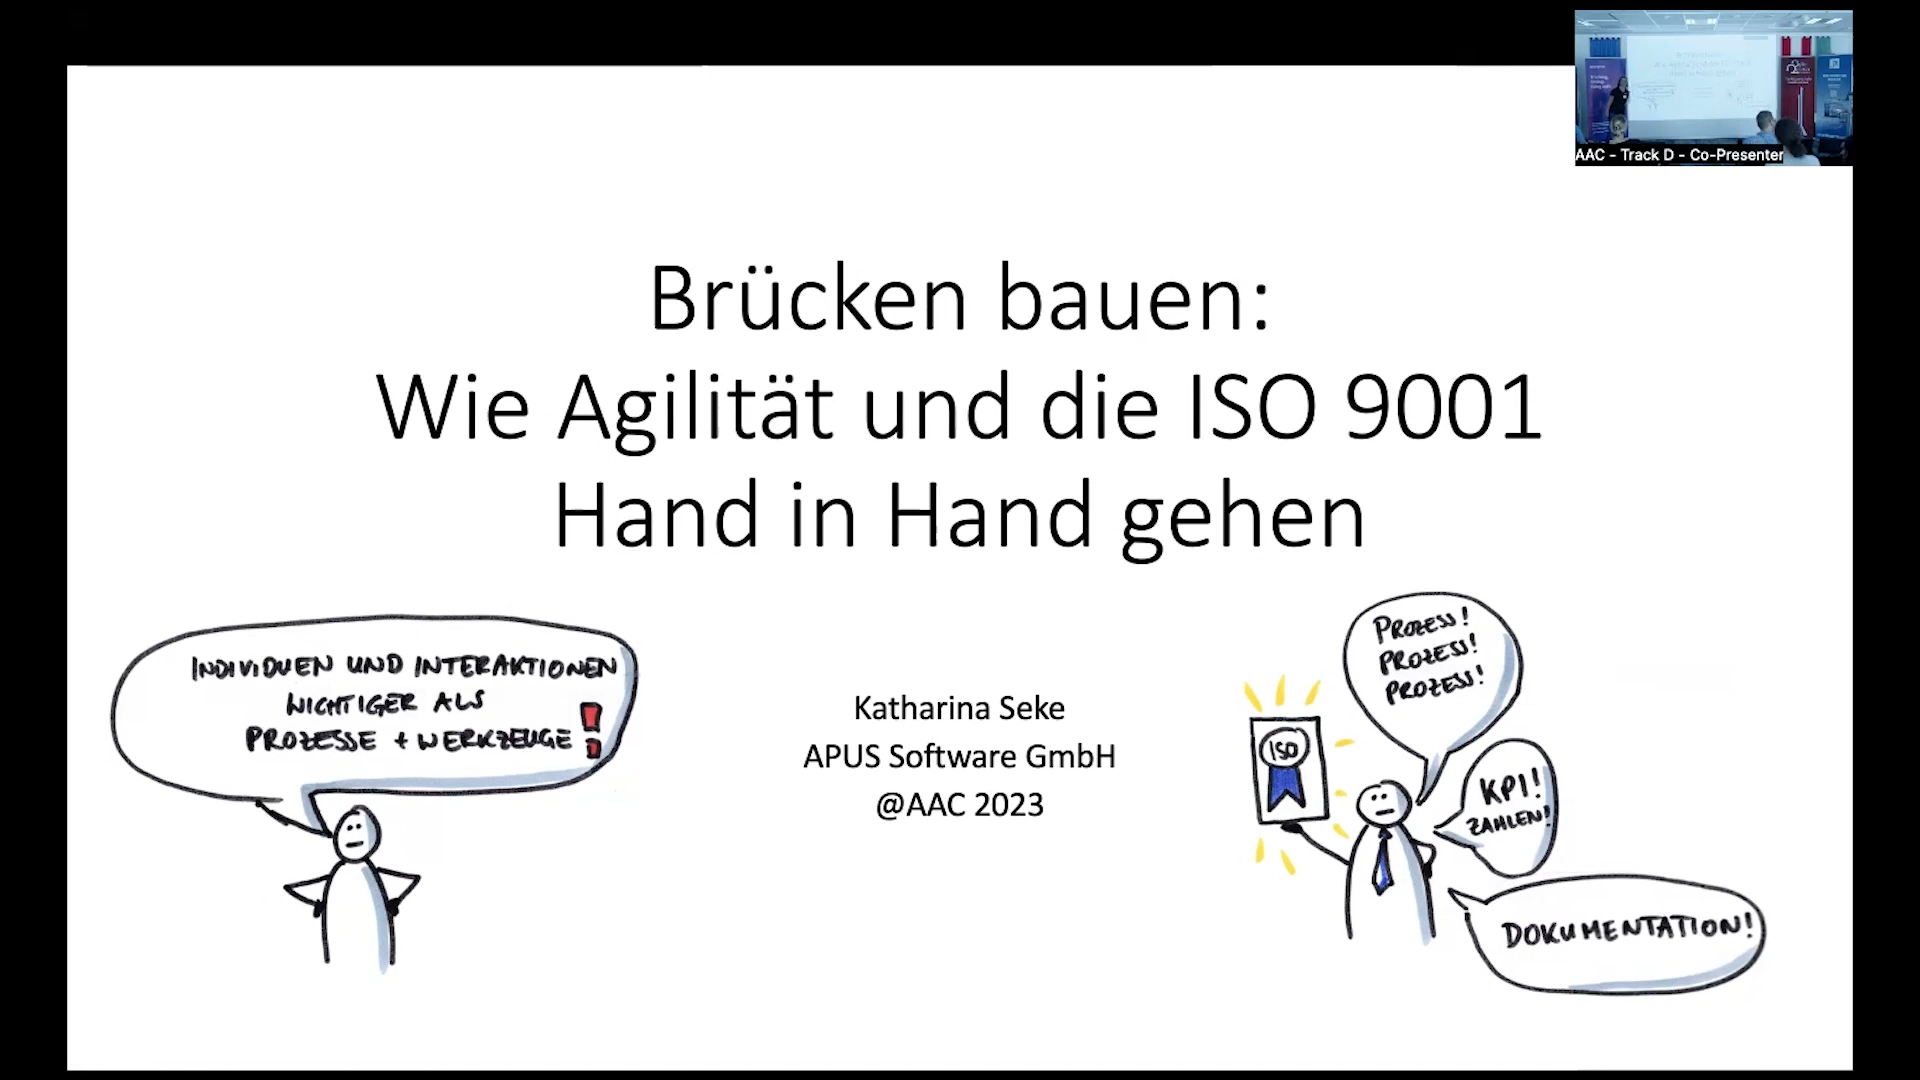 AAC - Track D - Co-Presenter
Brücken bauen:
Wie Agilität und die ISO 9001
Hand in Hand gehen
INDIVIDUEN UND INTERAKTIONEN
WICHTIGER ALS
PROZESSE + WERKZEUGE!
Katharina Seke
APUS Software GmbH
@AAC 2023
PROZESS!
PROZESS!
PROZESS!
ISO
KPI!
ZAHLEN!
DOKUMENTATION!